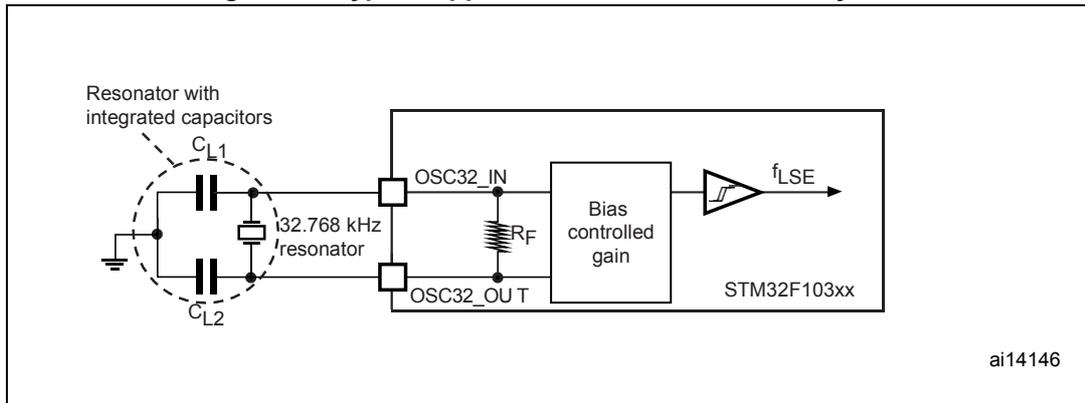 Resonator with
integrated capacitors
CL1
OSC32_IN
fLSE
32.768 kHz
resonator
RF
Bias
controlled
gain
OSC32_OU T
STM32F103xx
CL2
ai14146